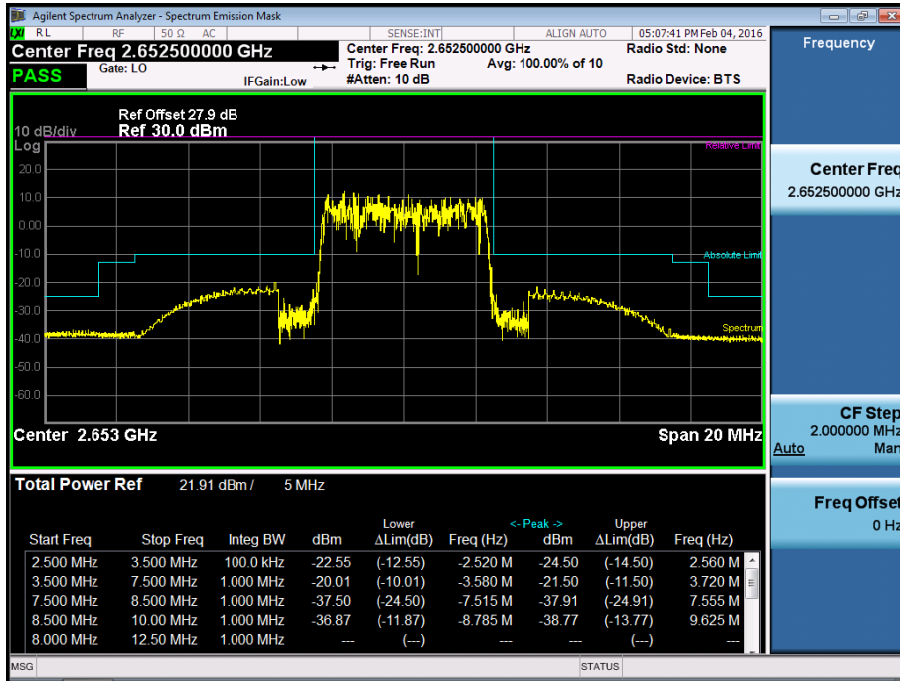 Agilent Spectrum Analyzer - Spectrum Emission Mask
LXI RL RF 50 Ω AC SENSE:INT ALIGN AUTO 05:07:41 PM Feb 04, 2016
Center Freq 2.652500000 GHz
Center Freq: 2.652500000 GHz
Radio Std: None
Trig: Free Run Avg: 100.00% of 10
PASS Gate: LO IFGain:Low #Atten: 10 dB Radio Device: BTS
Ref Offset 27.9 dB
10 dB/div Ref 30.0 dBm
Log
Relative Limit
20.0
10.0
0.00
-10.0
Absolute Limit
-20.0
-30.0
Spectrum
-40.0
-50.0
-60.0
Center 2.653 GHz Span 20 MHz
Total Power Ref 21.91 dBm / 5 MHz
Lower <- Peak -> Upper
Start Freq Stop Freq Integ BW dBm ΔLim(dB) Freq (Hz) dBm ΔLim(dB) Freq (Hz)
2.500 MHz 3.500 MHz 100.0 kHz -22.55 (-12.55) -2.520 M -24.50 (-14.50) 2.560 M
3.500 MHz 7.500 MHz 1.000 MHz -20.01 (-10.01) -3.580 M -21.50 (-11.50) 3.720 M
7.500 MHz 8.500 MHz 1.000 MHz -37.50 (-24.50) -7.515 M -37.91 (-24.91) 7.555 M
8.500 MHz 10.00 MHz 1.000 MHz -36.87 (-11.87) -8.785 M -38.77 (-13.77) 9.625 M
8.000 MHz 12.50 MHz 1.000 MHz --- (---) --- --- (---) ---
MSG STATUS
Frequency
Center Freq
2.652500000 GHz
CF Step
2.000000 MHz
Auto Man
Freq Offset
0 Hz